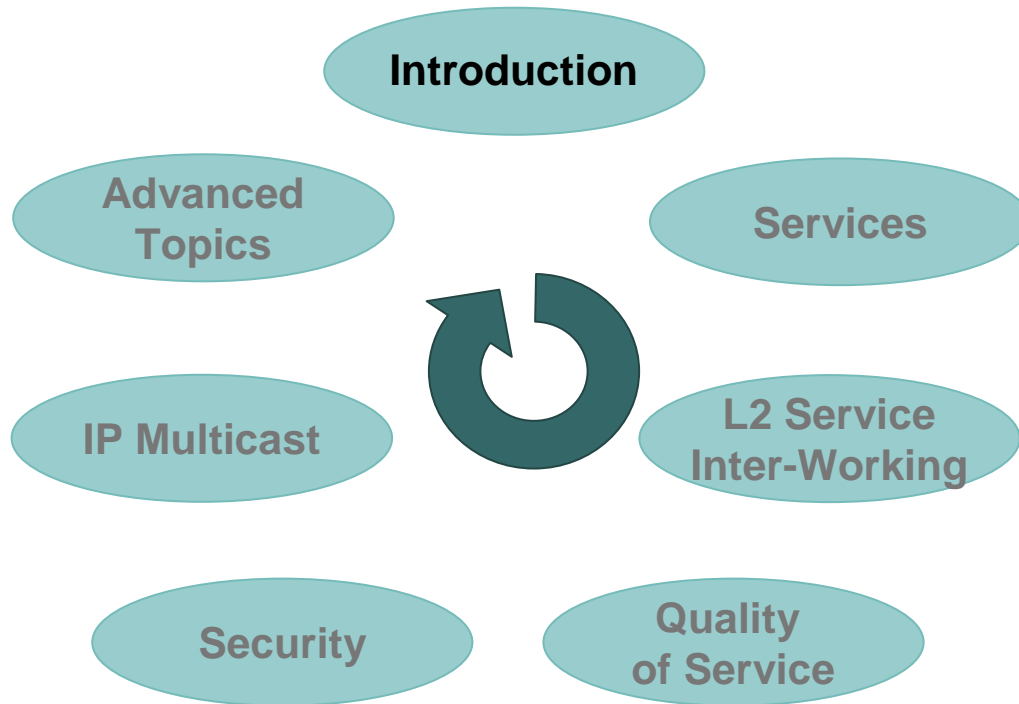 Introduction
Advanced
Topics
Services
IP Multicast
L2 Service
Inter-Working
Security
Quality
of Service